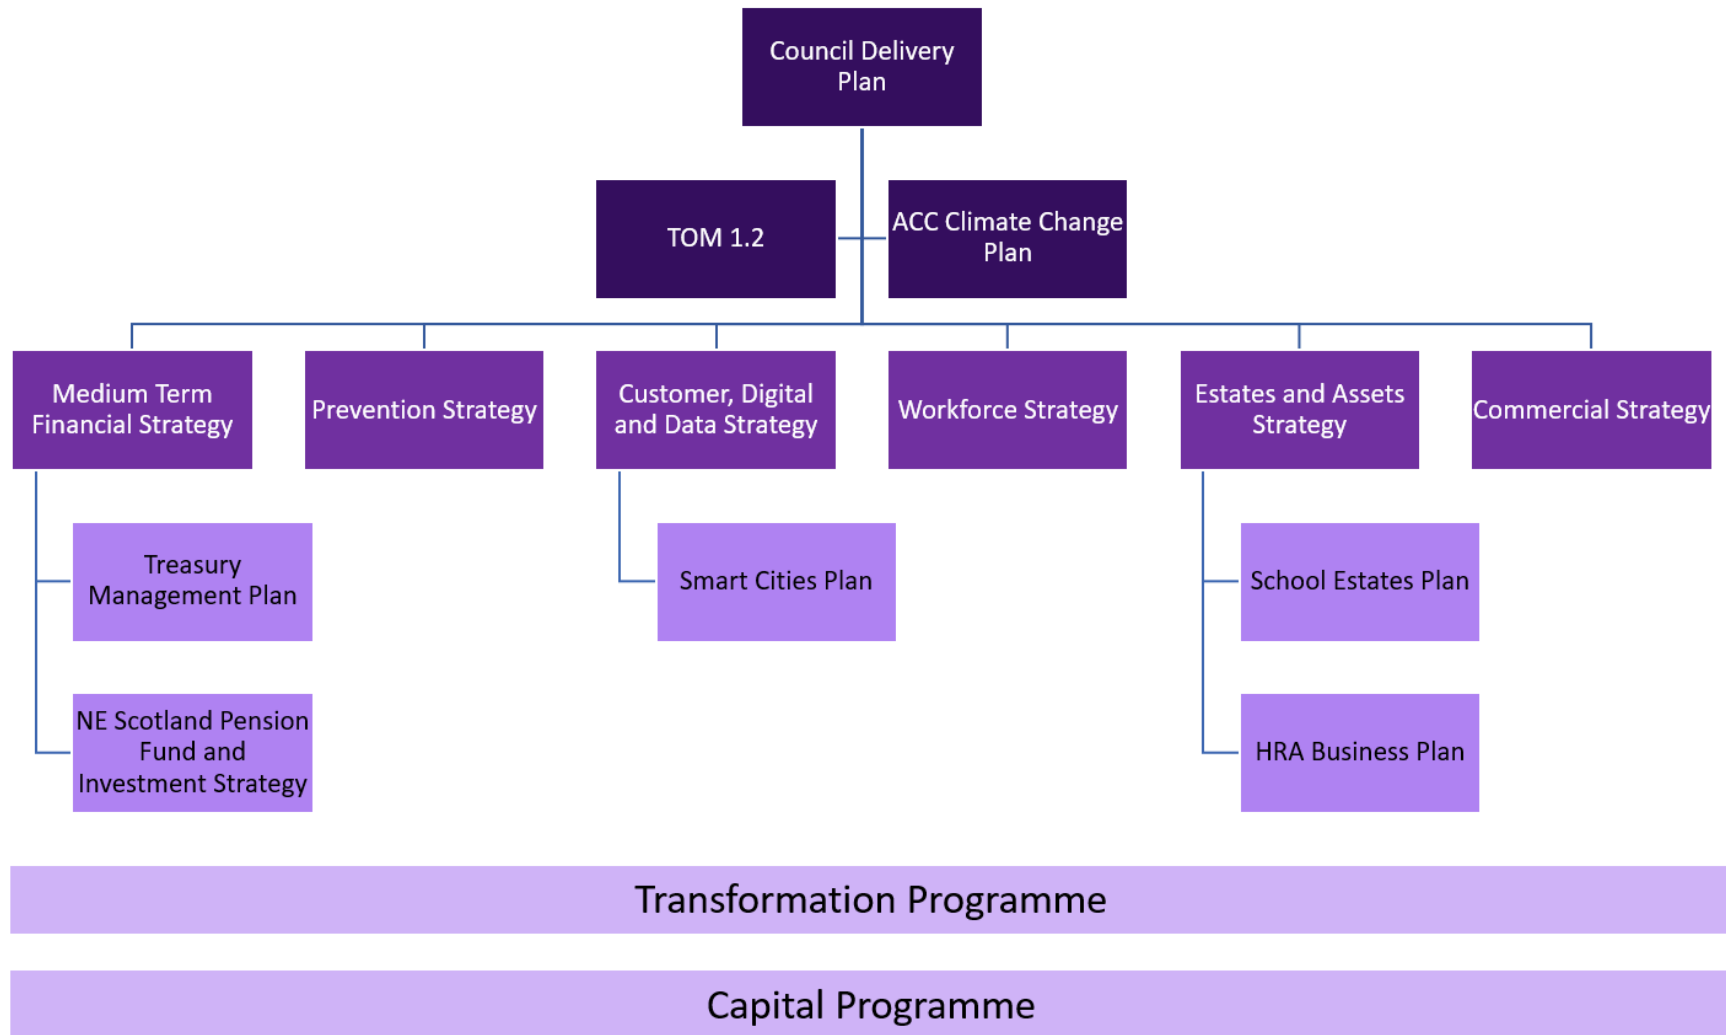 Council Delivery
Plan
TOM 1.2
ACC Climate Change
Plan
Medium Term
Financial Strategy
Prevention Strategy
Customer, Digital
and Data Strategy
Workforce Strategy
Estates and Assets
Strategy
Commercial Strategy
Treasury
Management Plan
Smart Cities Plan
School Estates Plan
NE Scotland Pension
Fund and
Investment Strategy
HRA Business Plan
Transformation Programme
Capital Programme